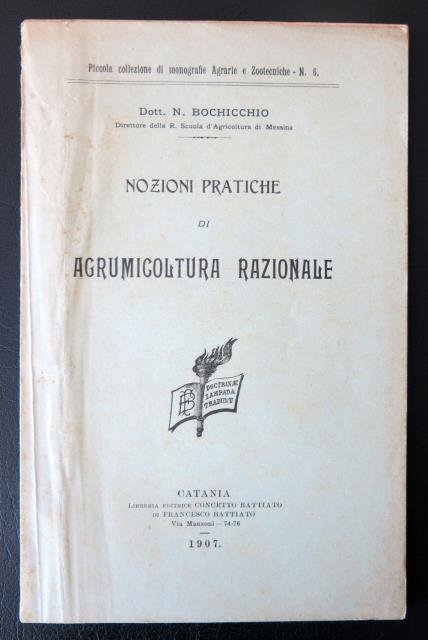 Piccola collezione di monografie Agrarie e Zootecniche - N. 6.
Dott. N. BOCHICCHIO
Direttore della R. Scuola d'Agricoltura di Messina
NOZIONI PRATICHE
DI
AGRUMICOLTURA RAZIONALE
DOCTRINÆ
LAMPADA
TRADUNT
CATANIA
LIBRERIA EDITRICE CONCETTO BATTIATO
DI FRANCESCO BATTIATO
Via Manzoni - 74-76
1907.